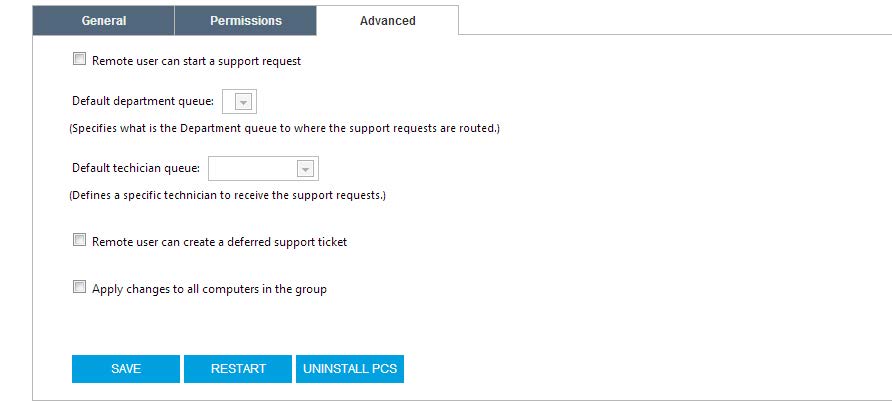 General Permissions Advanced
Remote user can start a support request
Default department queue:
(Specifies what is the Department queue to where the support requests are routed.)
Default techician queue:
(Defines a specific technician to receive the support requests.)
Remote user can create a deferred support ticket
Apply changes to all computers in the group
SAVE RESTART UNINSTALL PCS